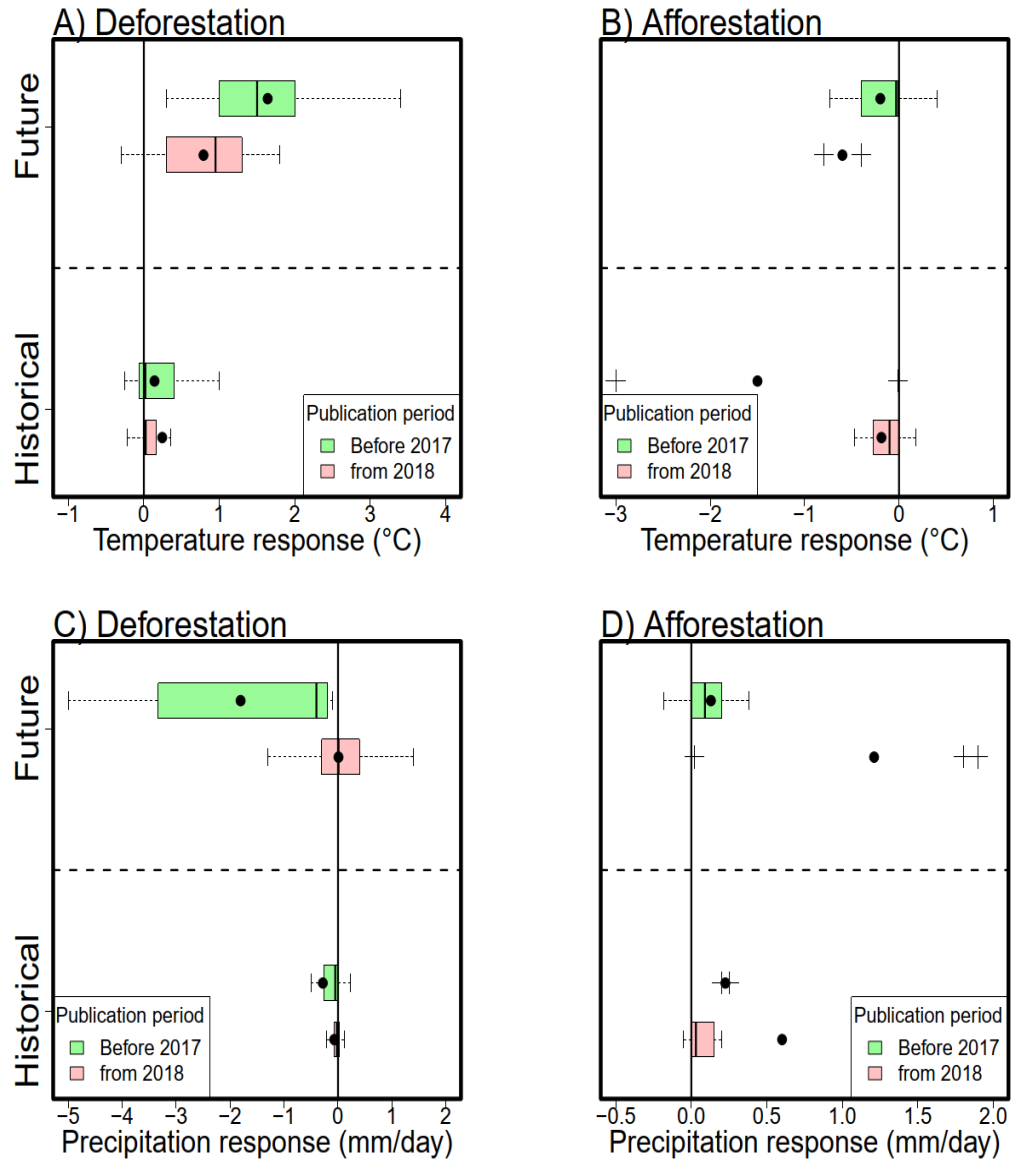 A) Deforestation
Future
Historical
Publication period
Before 2017
from 2018
−1 0 1 2 3 4
Temperature response (°C)
B) Afforestation
Publication period
Before 2017
from 2018
−3 −2 −1 0 1
Temperature response (°C)
C) Deforestation
Future
Historical
Publication period
Before 2017
from 2018
−5 −4 −3 −2 −1 0 1 2
Precipitation response (mm/day)
D) Afforestation
Publication period
Before 2017
from 2018
−0.5 0.0 0.5 1.0 1.5 2.0
Precipitation response (mm/day)